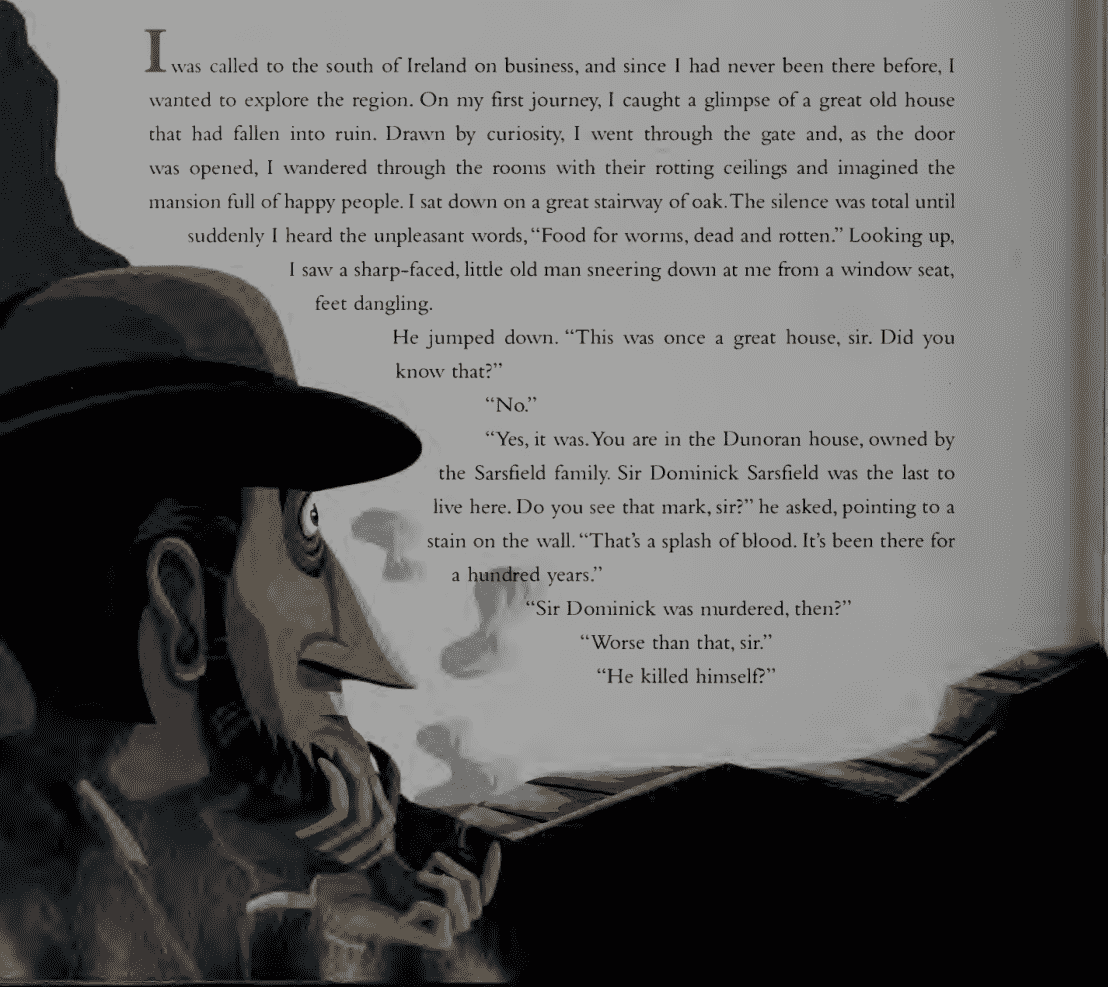 I was called to the south of Ireland on business, and since I had never been there before, I
wanted to explore the region. On my first journey, I caught a glimpse of a great old house
that had fallen into ruin. Drawn by curiosity, I went through the gate and, as the door
was opened, I wandered through the rooms with their rotting ceilings and imagined the
mansion full of happy people. I sat down on a great stairway of oak. The silence was total until
suddenly I heard the unpleasant words, “Food for worms, dead and rotten.” Looking up,
I saw a sharp-faced, little old man sneering down at me from a window seat,
feet dangling.
He jumped down. “This was once a great house, sir. Did you
know that?”
“No.”
“Yes, it was. You are in the Dunoran house, owned by
the Sarsfield family. Sir Dominick Sarsfield was the last to
live here. Do you see that mark, sir?” he asked, pointing to a
stain on the wall. “That’s a splash of blood. It’s been there for
a hundred years.”
“Sir Dominick was murdered, then?”
“Worse than that, sir.”
“He killed himself?”